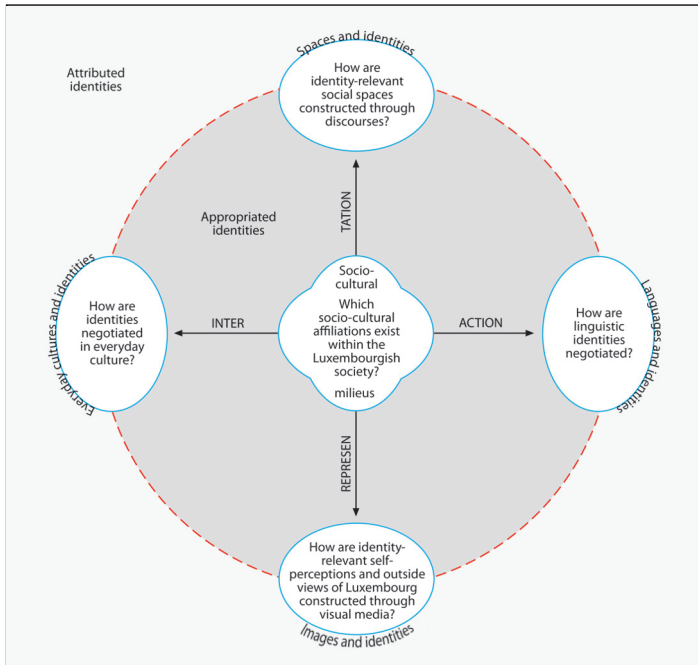 Spaces and identities
How are
identity-relevant
social spaces
constructed through
discourses?
Attributed
identities
Appropriated
identities
TATION
Everyday cultures and identities
How are
identities
negotiated
in everyday
culture?
INTER
Socio-
cultural
Which
socio-cultural
affiliations exist
within the
Luxembourgish
society?
milieus
ACTION
How are
linguistic
identities
negotiated?
Languages and identities
REPRESEN
How are identity-
relevant self-
perceptions and outside
views of Luxembourg
constructed through
visual media?
Images and identities